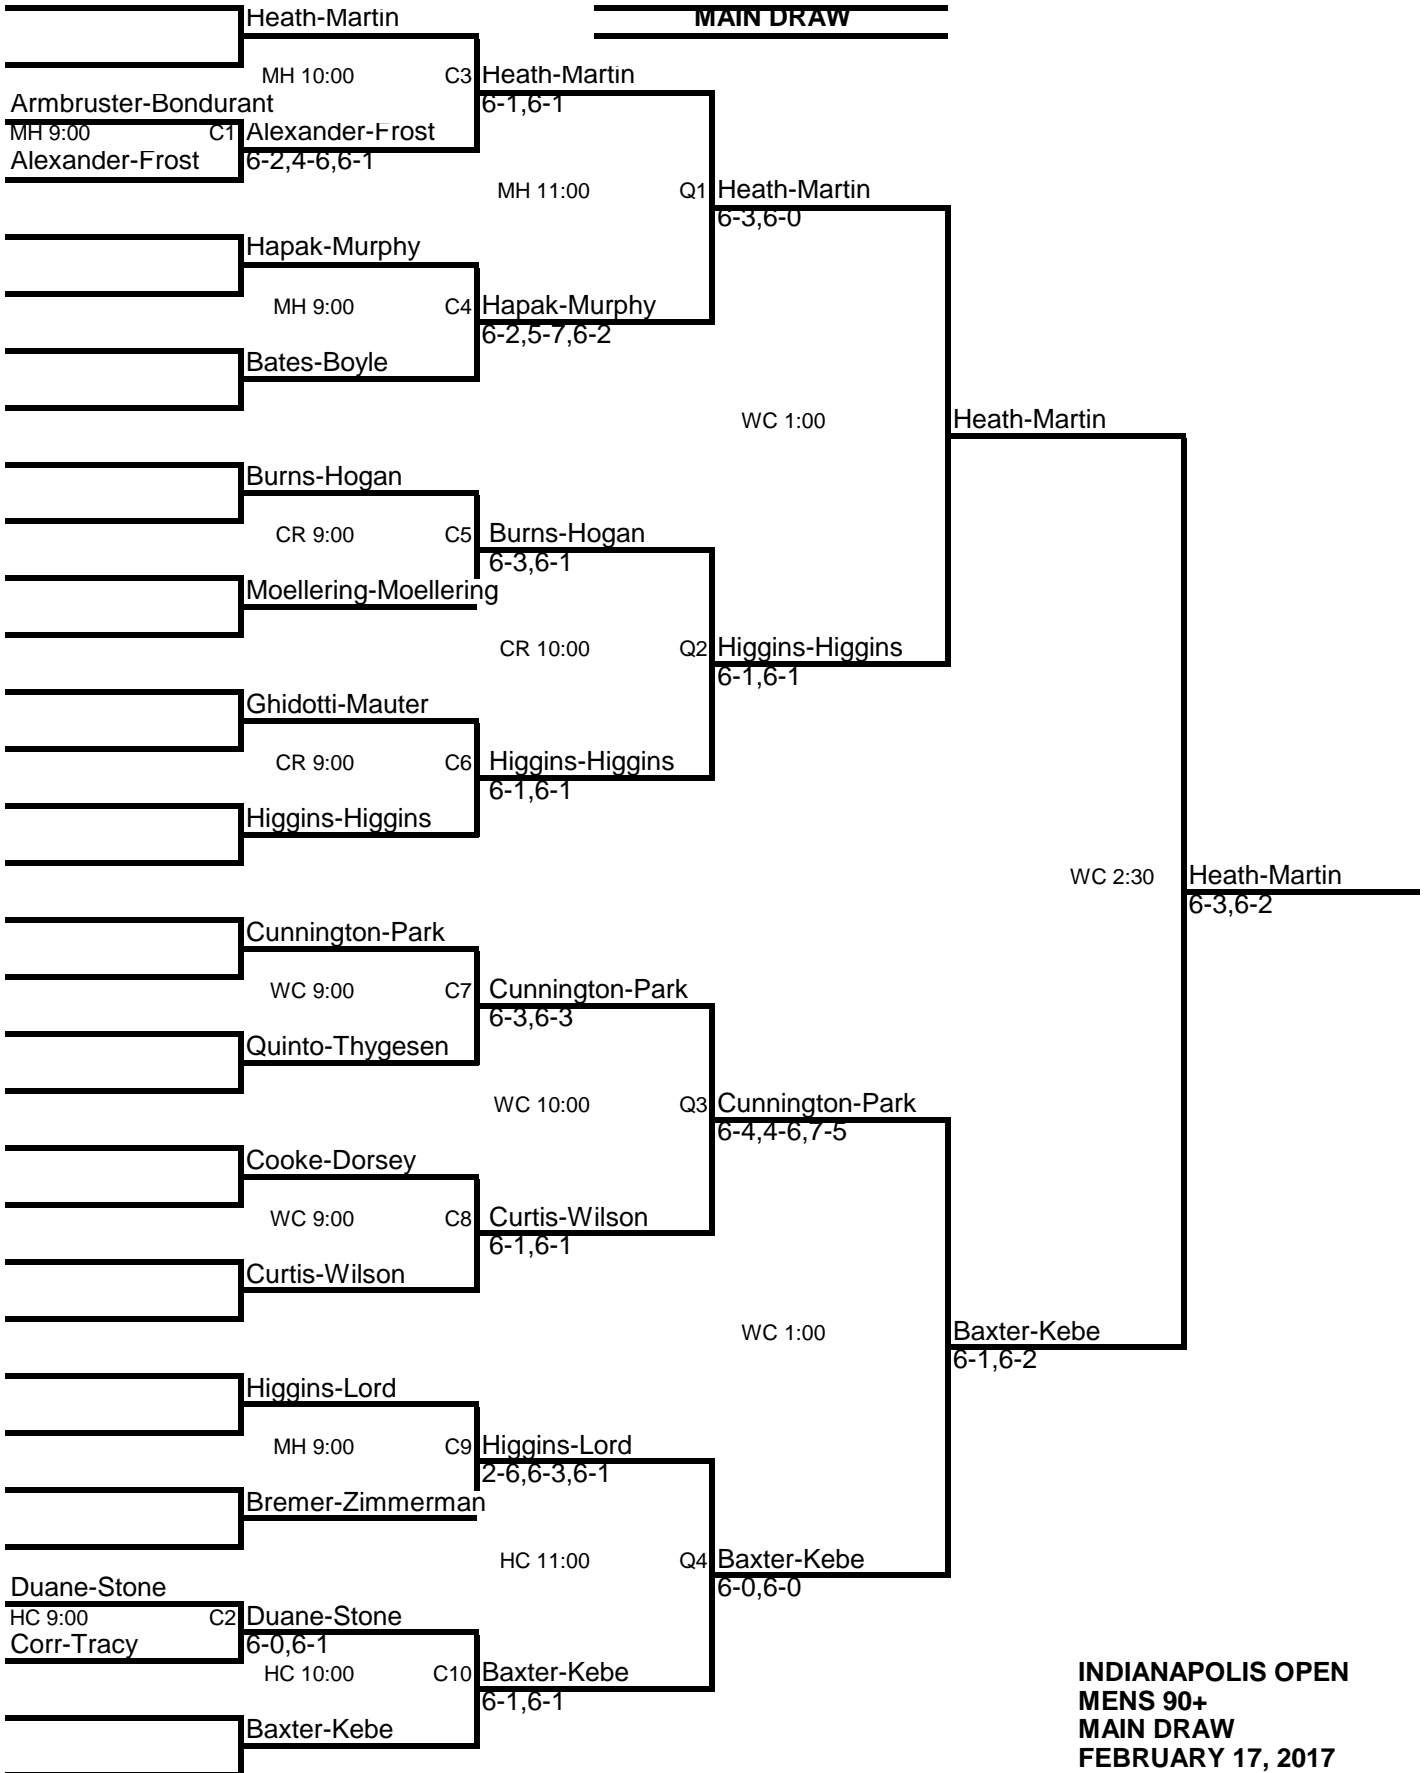 Heath-Martin
MAIN DRAW
MH 10:00
C3
Heath-Martin
6-1,6-1
Armbruster-Bondurant
MH 9:00
C1
Alexander-Frost
Alexander-Frost
6-2,4-6,6-1
MH 11:00
Q1
Heath-Martin
6-3,6-0
Hapak-Murphy
MH 9:00
C4
Hapak-Murphy
6-2,5-7,6-2
Bates-Boyle
WC 1:00
Heath-Martin
Burns-Hogan
CR 9:00
C5
Burns-Hogan
6-3,6-1
Moellering-Moellering
CR 10:00
Q2
Higgins-Higgins
6-1,6-1
Ghidotti-Mauter
CR 9:00
C6
Higgins-Higgins
6-1,6-1
Higgins-Higgins
WC 2:30
Heath-Martin
6-3,6-2
Cunnington-Park
WC 9:00
C7
Cunnington-Park
6-3,6-3
Quinto-Thygesen
WC 10:00
Q3
Cunnington-Park
6-4,4-6,7-5
Cooke-Dorsey
WC 9:00
C8
Curtis-Wilson
6-1,6-1
Curtis-Wilson
WC 1:00
Baxter-Kebe
6-1,6-2
Higgins-Lord
MH 9:00
C9
Higgins-Lord
2-6,6-3,6-1
Bremer-Zimmerman
HC 11:00
Q4
Baxter-Kebe
6-0,6-0
Duane-Stone
HC 9:00
C2
Duane-Stone
Corr-Tracy
6-0,6-1
HC 10:00
C10
Baxter-Kebe
6-1,6-1
Baxter-Kebe
INDIANAPOLIS OPEN
MENS 90+
MAIN DRAW
FEBRUARY 17, 2017